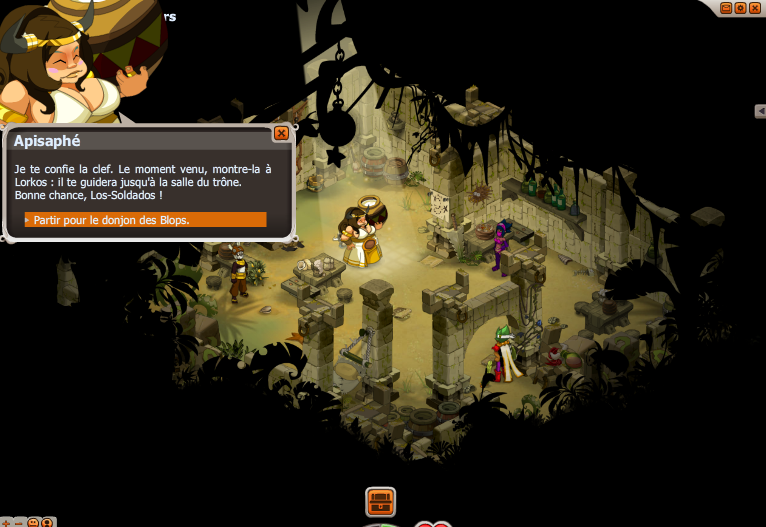 rs
Apisaphé
Je te confie la clef. Le moment venu, montre-la à
Lorkos : il te guidera jusqu'à la salle du trône.
Bonne chance, Los-Soldados !
Partir pour le donjon des Blops.